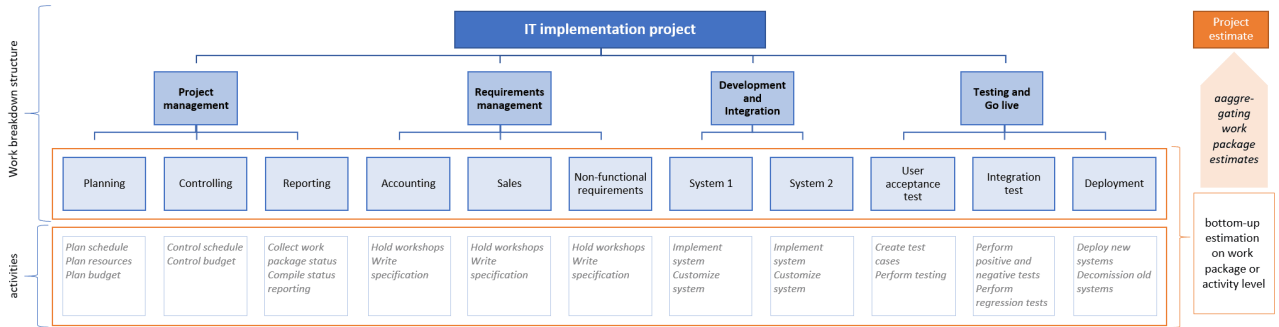 IT implementation project
Project
estimate
Work breakdown structure
Project
management
Requirements
management
Development
and
Integration
Testing and
Go live
aaggre-
gating
work
package
estimates
Planning
Controlling
Reporting
Accounting
Sales
Non-functional
requirements
System 1
System 2
User
acceptance
test
Integration
test
Deployment
bottom-up
estimation
on work
package or
activity level
activities
Plan schedule
Plan resources
Plan budget
Control schedule
Control budget
Collect work
package status
Compile status
reporting
Hold workshops
Write
specification
Hold workshops
Write
specification
Hold workshops
Write
specification
Implement
system
Customize
system
Implement
system
Customize
system
Create test
cases
Perform testing
Perform
positive and
negative tests
Perform
regression tests
Deploy new
systems
Decomission old
systems